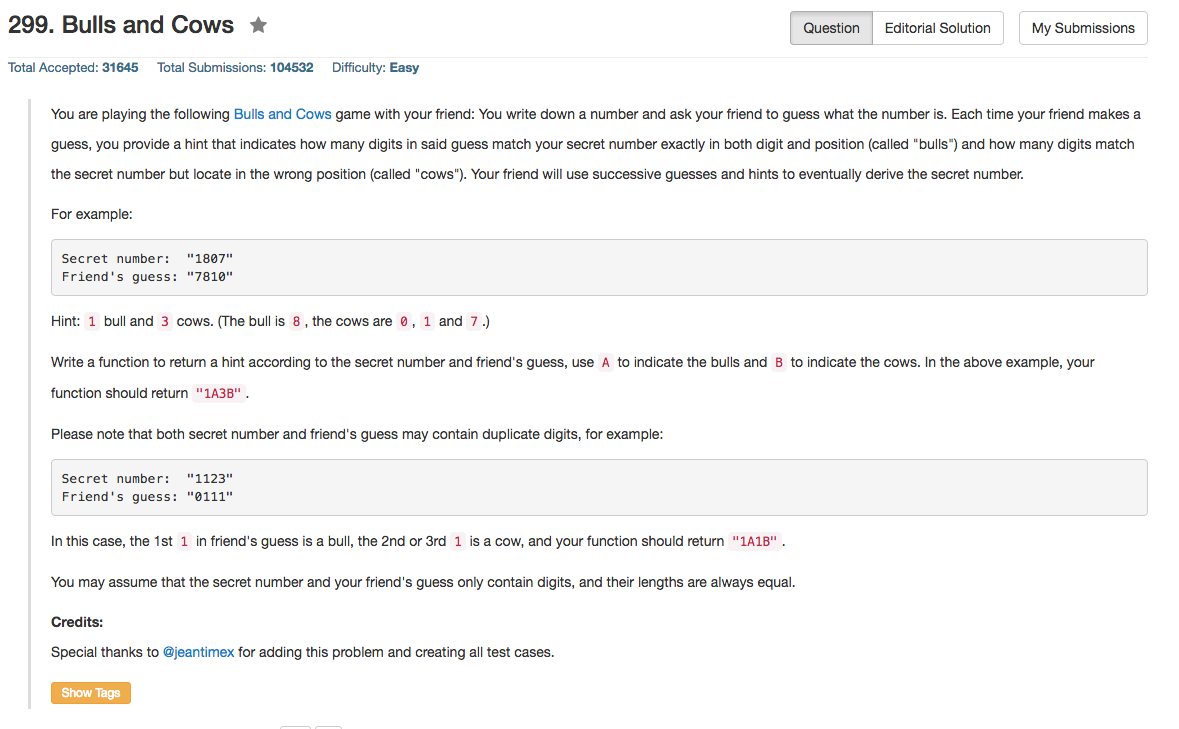 299. Bulls and Cows
Question
Editorial Solution
My Submissions
Total Accepted: 31645 Total Submissions: 104532 Difficulty: Easy
You are playing the following Bulls and Cows game with your friend: You write down a number and ask your friend to guess what the number is. Each time your friend makes a
guess, you provide a hint that indicates how many digits in said guess match your secret number exactly in both digit and position (called "bulls") and how many digits match
the secret number but locate in the wrong position (called "cows"). Your friend will use successive guesses and hints to eventually derive the secret number.
For example:
Secret number:  "1807"
Friend's guess: "7810"
Hint: 1 bull and 3 cows. (The bull is 8, the cows are 0, 1 and 7.)
Write a function to return a hint according to the secret number and friend's guess, use A to indicate the bulls and B to indicate the cows. In the above example, your
function should return "1A3B".
Please note that both secret number and friend's guess may contain duplicate digits, for example:
Secret number:  "1123"
Friend's guess: "0111"
In this case, the 1st 1 in friend's guess is a bull, the 2nd or 3rd 1 is a cow, and your function should return "1A1B".
You may assume that the secret number and your friend's guess only contain digits, and their lengths are always equal.
Credits:
Special thanks to @jeantimex for adding this problem and creating all test cases.
Show Tags